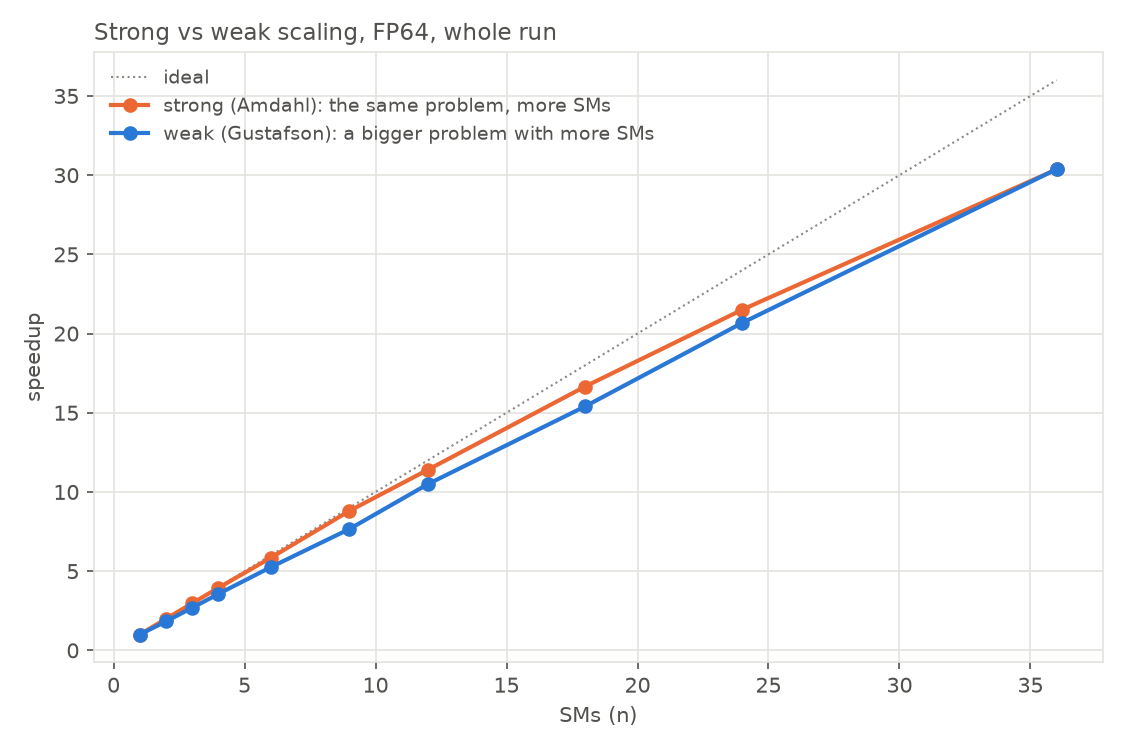 Strong vs weak scaling, FP64, whole run
ideal
strong (Amdahl): the same problem, more SMs
weak (Gustafson): a bigger problem with more SMs
35
30
25
20
15
10
5
0
speedup
0 5 10 15 20 25 30 35
SMs (n)